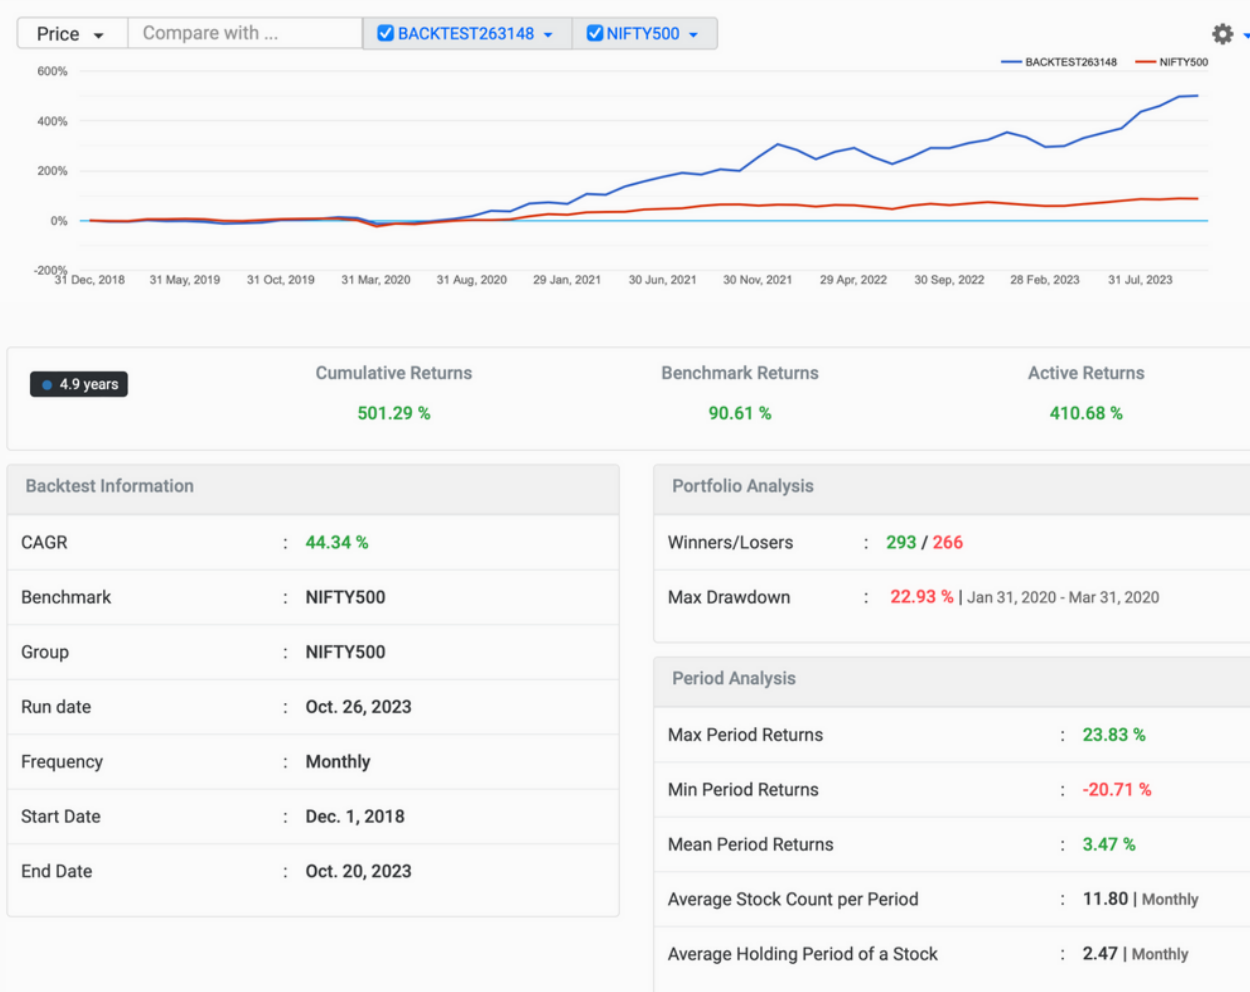 Price
Compare with ...
BACKTEST263148
NIFTY500
BACKTEST263148
NIFTY500
600%
400%
200%
0%
-200%
31 Dec, 2018 31 May, 2019 31 Oct, 2019 31 Mar, 2020 31 Aug, 2020 29 Jan, 2021 30 Jun, 2021 30 Nov, 2021 29 Apr, 2022 30 Sep, 2022 28 Feb, 2023 31 Jul, 2023
4.9 years
Cumulative Returns
501.29 %
Benchmark Returns
90.61 %
Active Returns
410.68 %
Backtest Information
CAGR : 44.34 %
Benchmark : NIFTY500
Group : NIFTY500
Run date : Oct. 26, 2023
Frequency : Monthly
Start Date : Dec. 1, 2018
End Date : Oct. 20, 2023
Portfolio Analysis
Winners/Losers : 293 / 266
Max Drawdown : 22.93 % | Jan 31, 2020 - Mar 31, 2020
Period Analysis
Max Period Returns : 23.83 %
Min Period Returns : -20.71 %
Mean Period Returns : 3.47 %
Average Stock Count per Period : 11.80 | Monthly
Average Holding Period of a Stock : 2.47 | Monthly